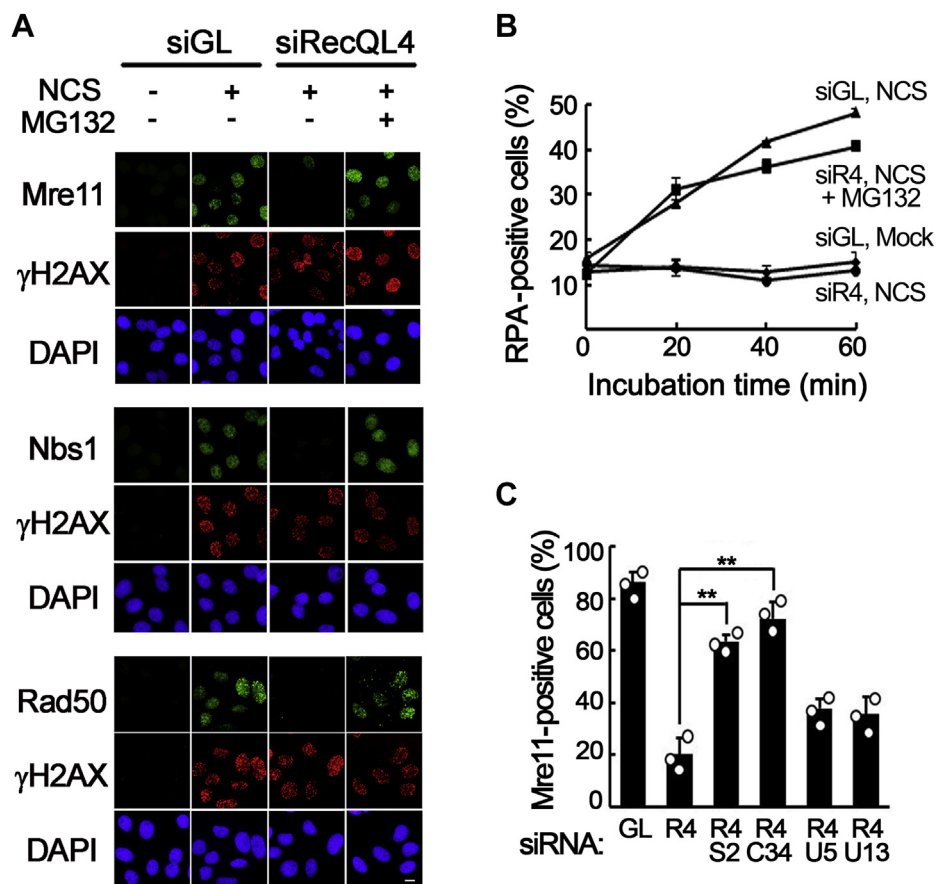 A
siGL siRecQL4
NCS - + + +
MG132 - - - +
Mre11
γH2AX
DAPI
Nbs1
γH2AX
DAPI
Rad50
γH2AX
DAPI
B
RPA-positive cells (%)
50
40
30
20
10
0 20 40 60
Incubation time (min)
siGL, NCS
siR4, NCS
+ MG132
siGL, Mock
siR4, NCS
C
Mre11-positive cells (%)
100
80
60
40
20
0
** **
siRNA: GL R4 R4 R4 R4 R4
S2 C34 U5 U13